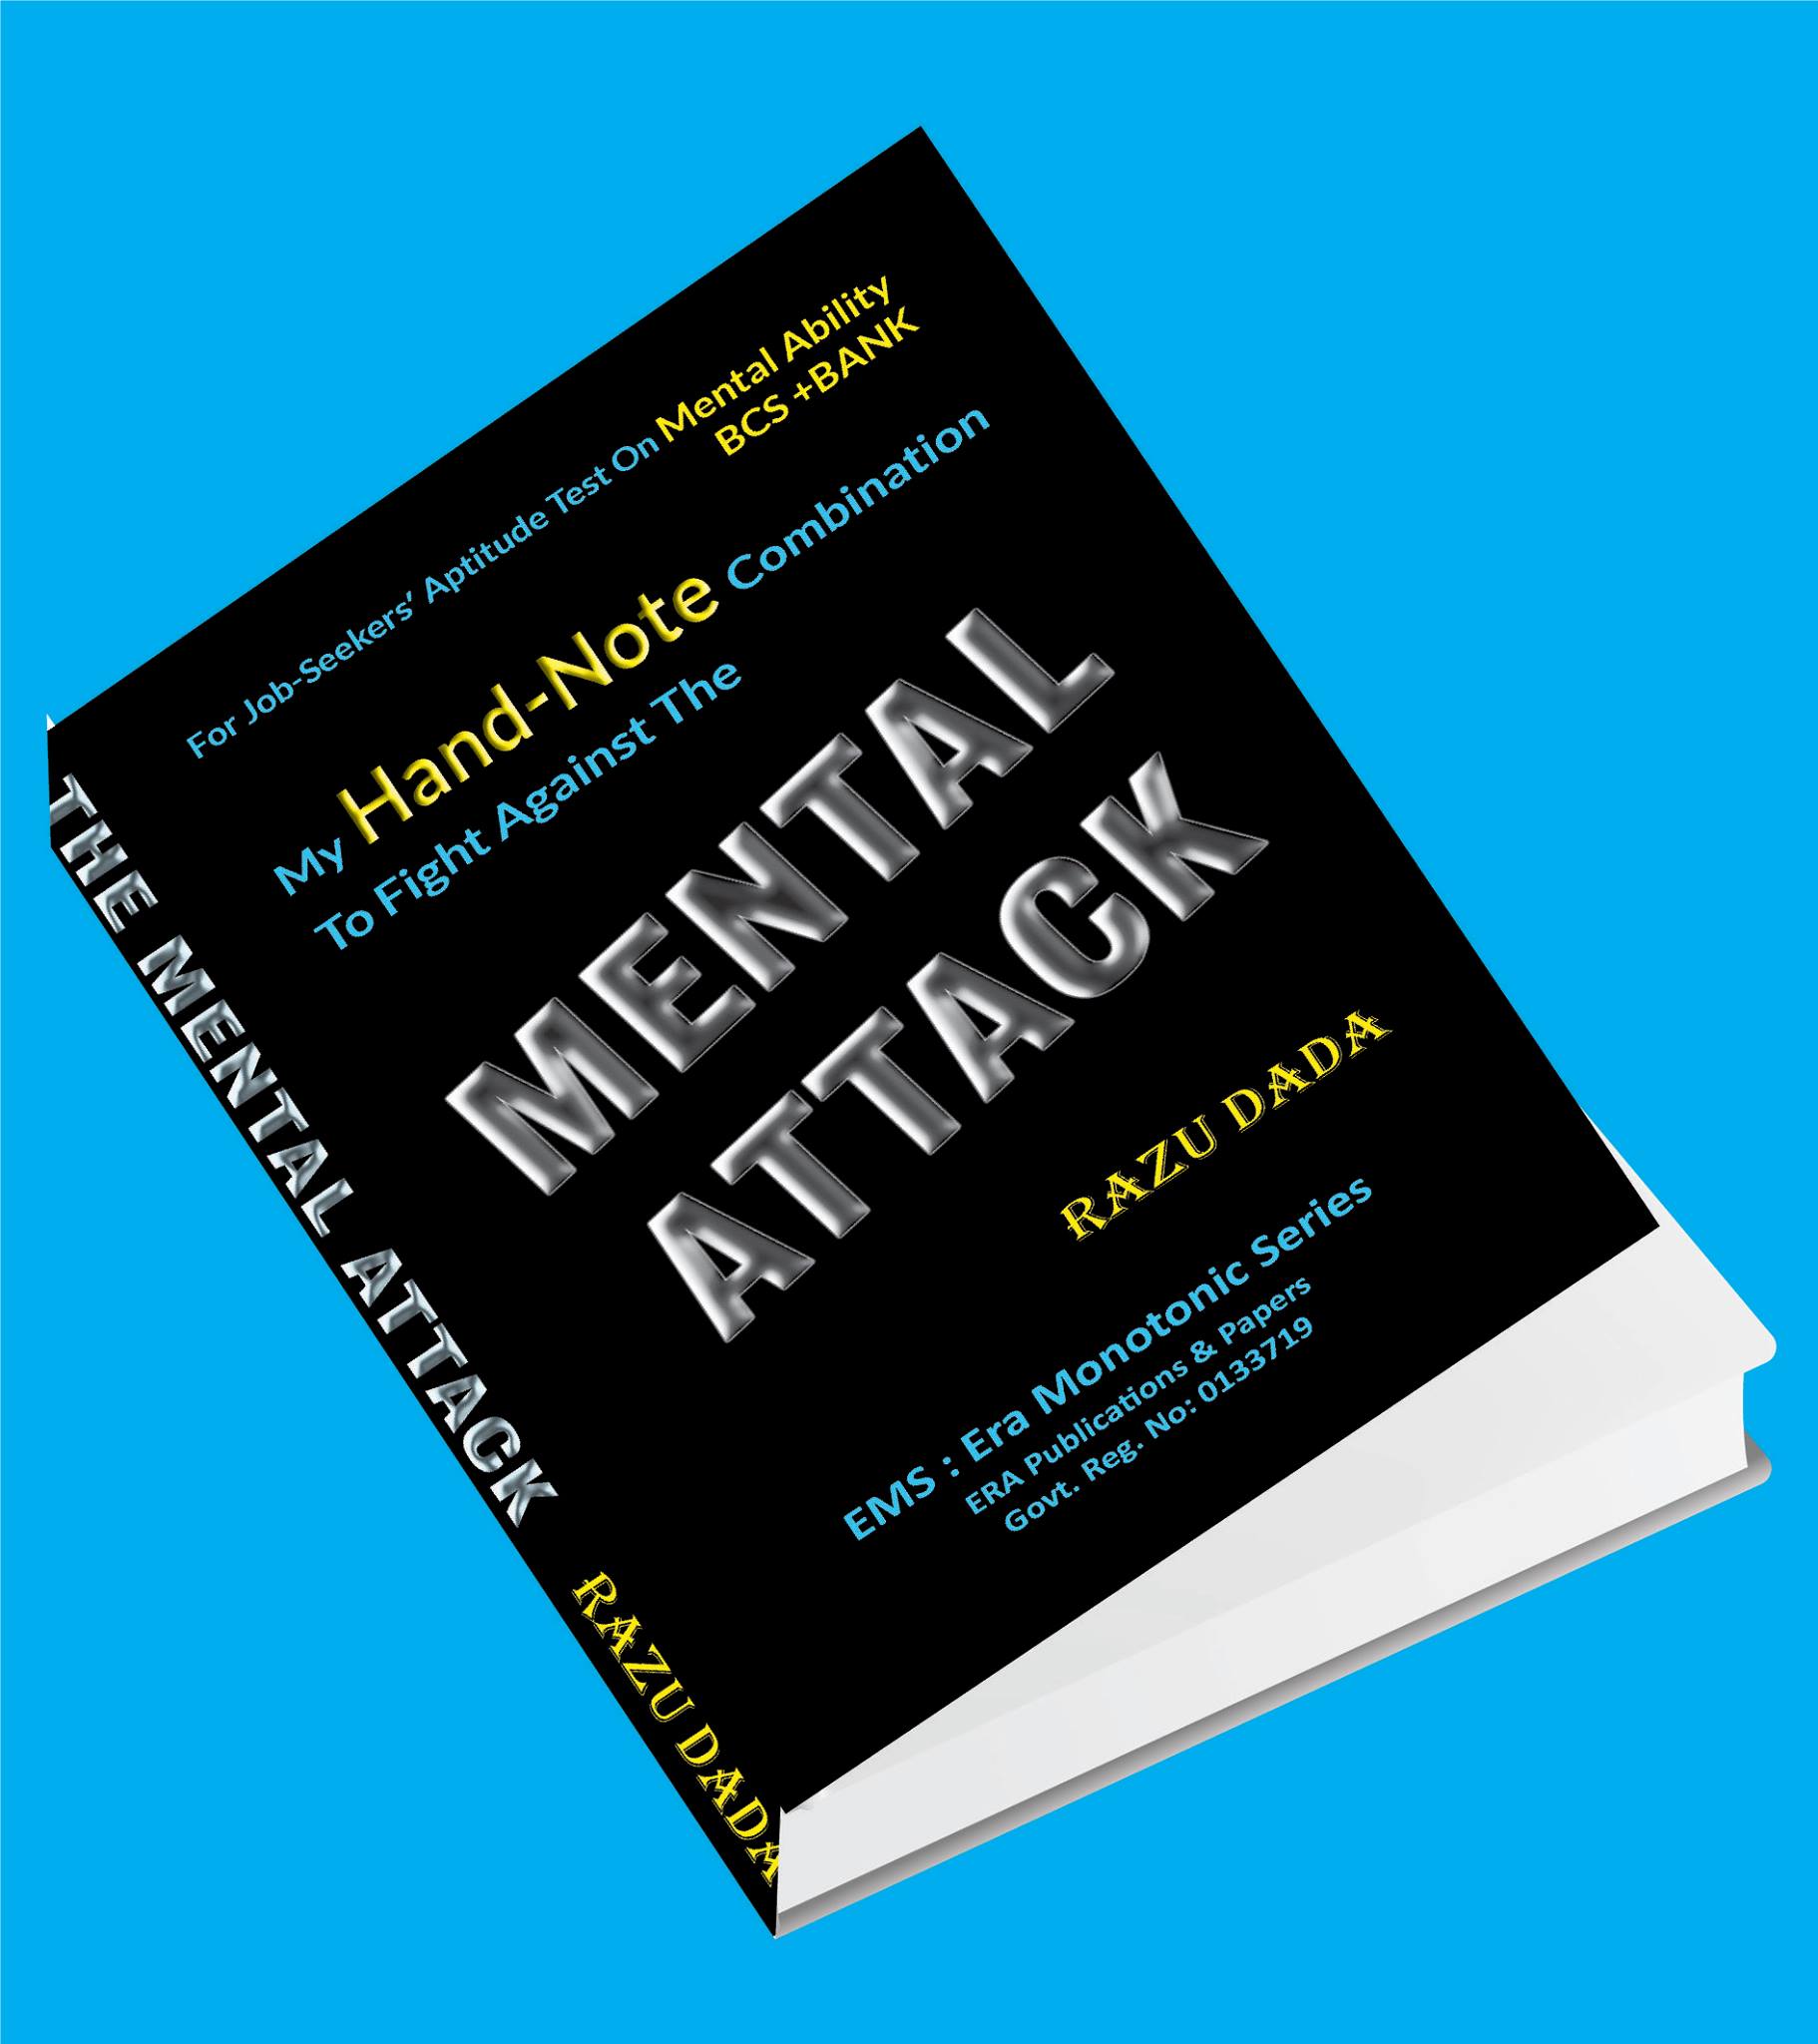 For Job-Seekers’ Aptitude Test On Mental Ability
BCS +BANK
My Hand-Note Combination
To Fight Against The
MENTAL
ATTACK
RAZU DADA
EMS : Era Monotonic Series
ERA Publications & Papers
Govt. Reg. No: 0133719
THE MENTAL ATTACK RAZU DADA